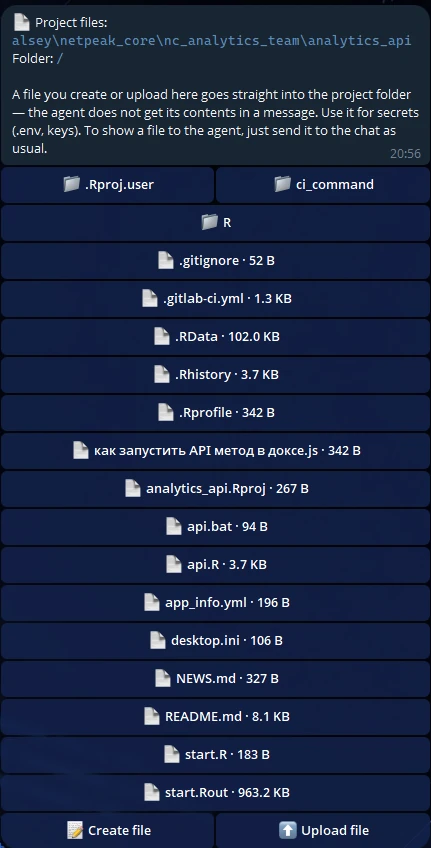 Project files:
alsey\netpeak_core\nc_analytics_team\analytics_api
Folder: /
A file you create or upload here goes straight into the project folder
— the agent does not get its contents in a message. Use it for secrets
(.env, keys). To show a file to the agent, just send it to the chat as
usual.
20:56
.Rproj.user
ci_command
R
.gitignore · 52 B
.gitlab-ci.yml · 1.3 KB
.RData · 102.0 KB
.Rhistory · 3.7 KB
.Rprofile · 342 B
как запустить API метод в доксе.js · 342 B
analytics_api.Rproj · 267 B
api.bat · 94 B
api.R · 3.7 KB
app_info.yml · 196 B
desktop.ini · 106 B
NEWS.md · 327 B
README.md · 8.1 KB
start.R · 183 B
start.Rout · 963.2 KB
Create file
Upload file